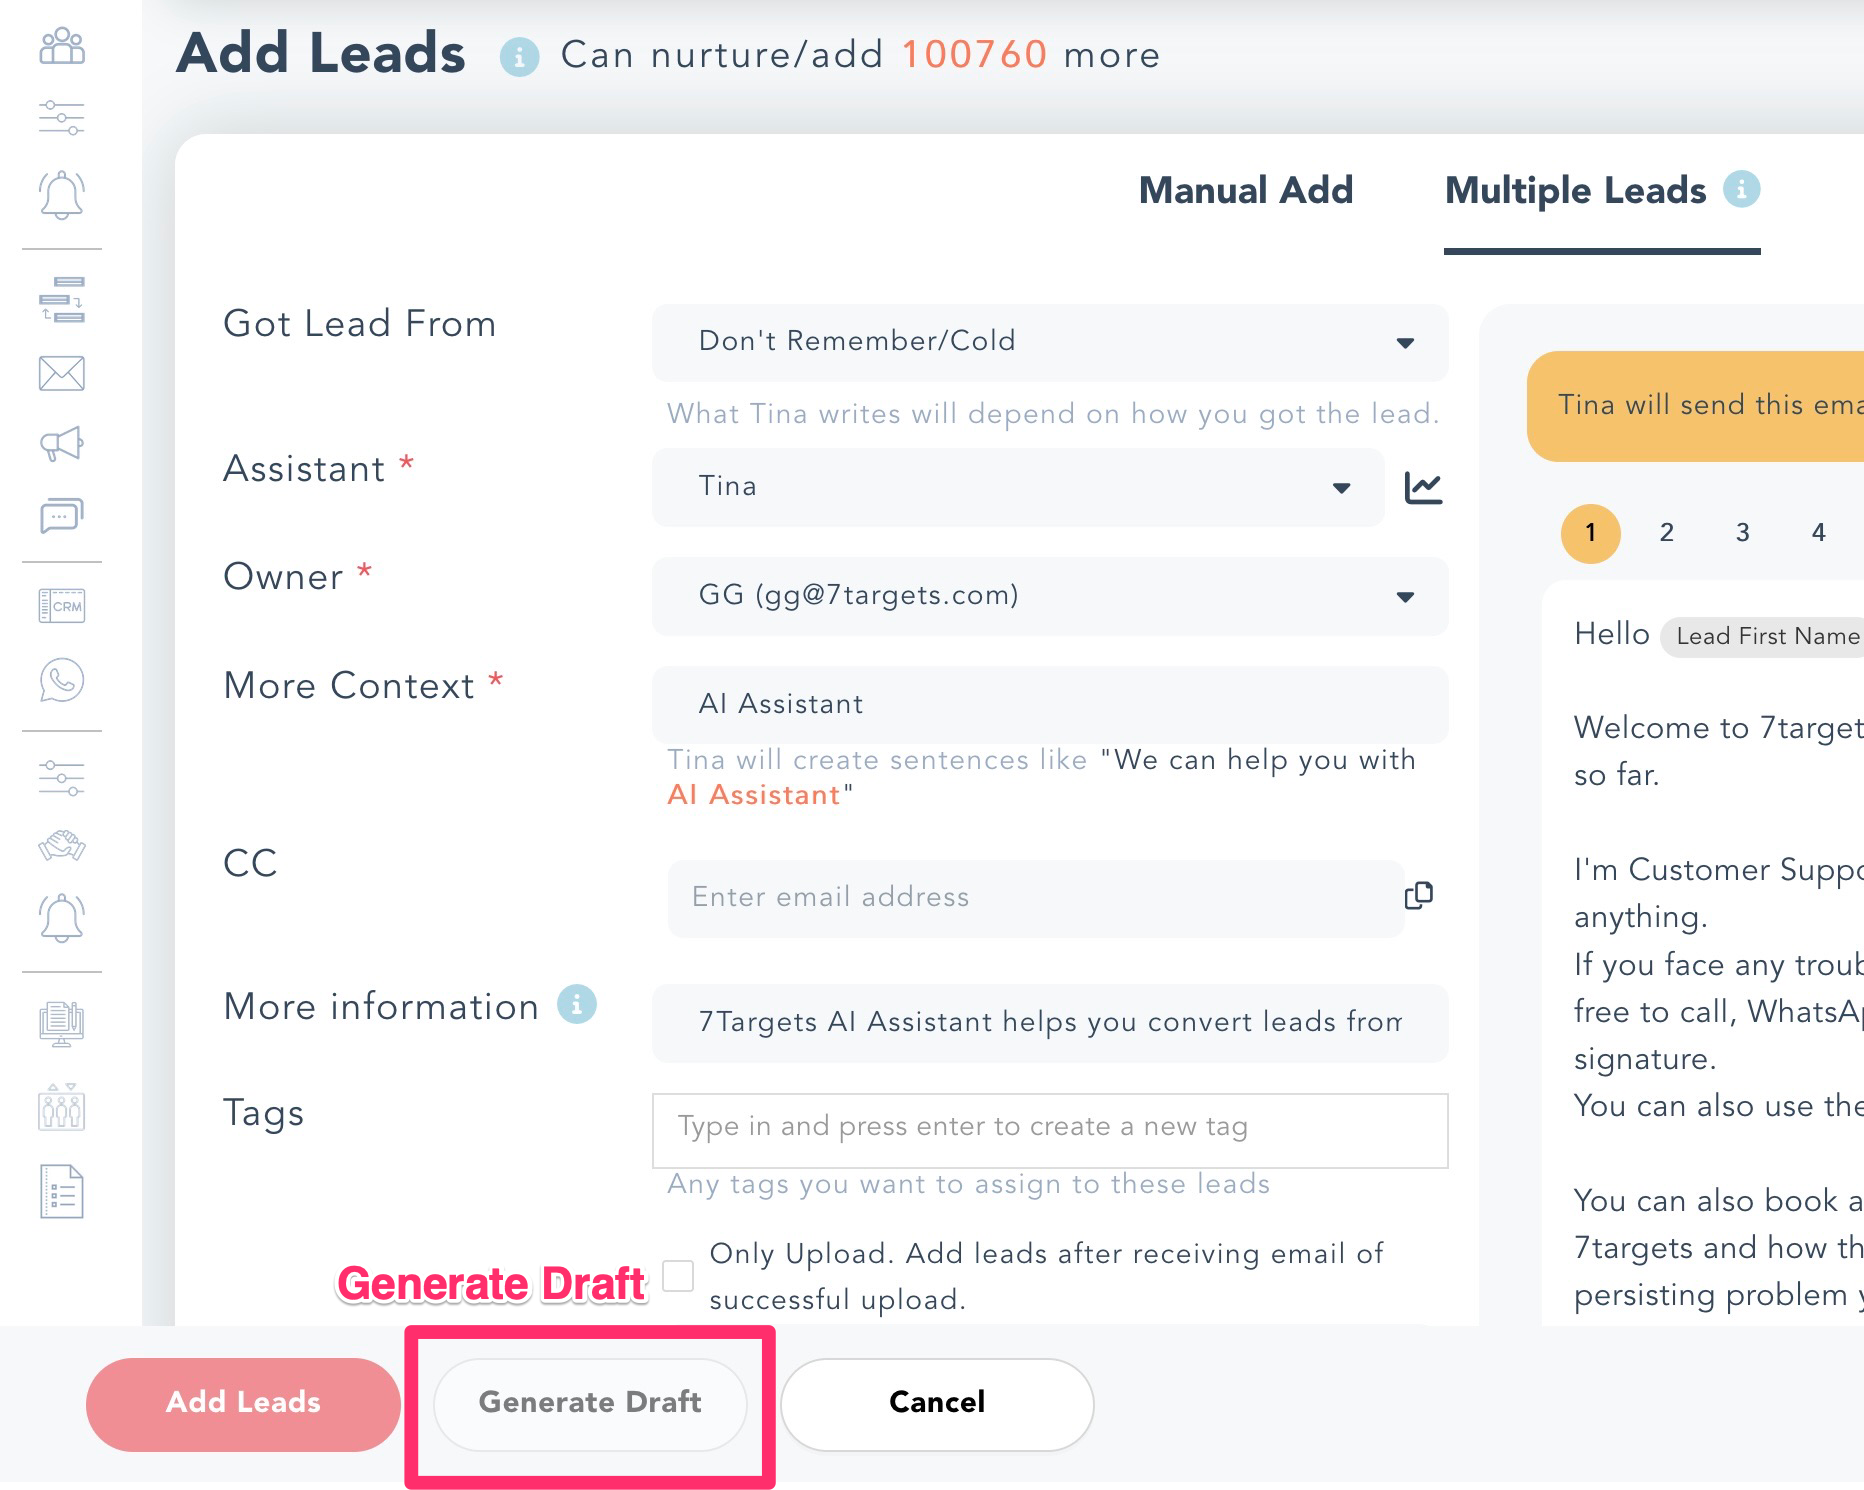 Add Leads
Can nurture/add 100760 more
Manual Add
Multiple Leads
Got Lead From
Don't Remember/Cold
What Tina writes will depend on how you got the lead.
Assistant *
Tina
Owner *
GG (gg@7targets.com)
More Context *
AI Assistant
Tina will create sentences like "We can help you with
AI Assistant"
CC
Enter email address
More information
7Targets AI Assistant helps you convert leads from
Tags
Type in and press enter to create a new tag
Any tags you want to assign to these leads
Only Upload. Add leads after receiving email of
successful upload.
Generate Draft
Add Leads
Generate Draft
Cancel
Tina will send this ema
1 2 3 4
Hello Lead First Name
Welcome to 7target
so far.
I'm Customer Suppo
anything.
If you face any troub
free to call, WhatsAp
signature.
You can also use the
You can also book a
7targets and how th
persisting problem y
CRM